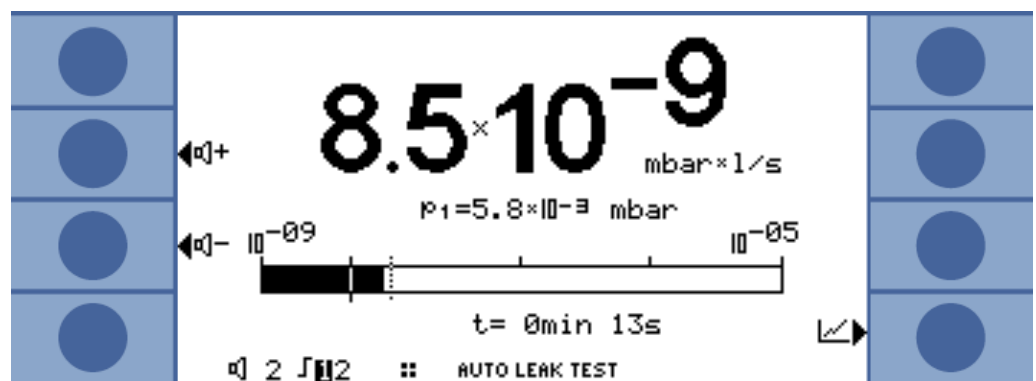 8.5×10⁻⁹
mbar×l/s
p1=5.8×10⁻³ mbar
+
-
10⁻⁰⁹ 10⁻⁰⁵
t= 0min 13s
2 1 2 AUTO LEAK TEST